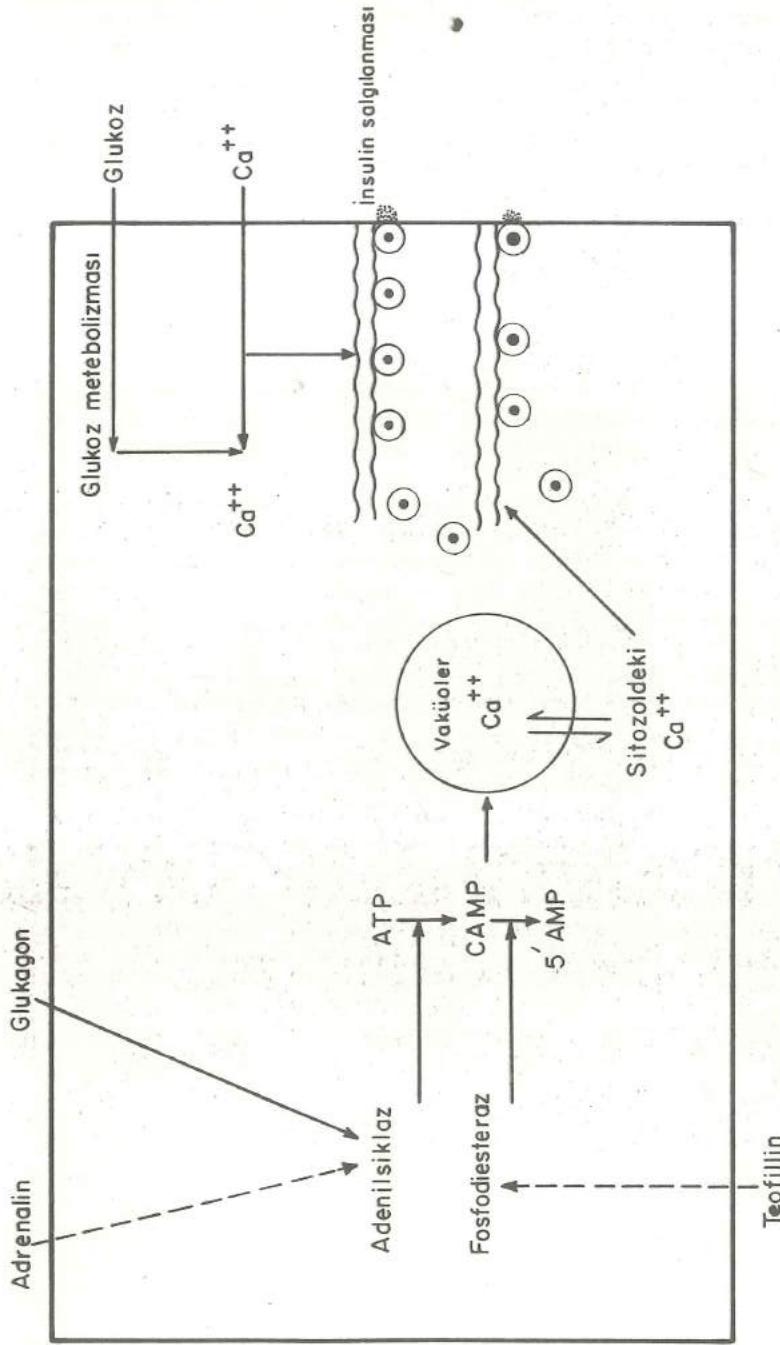 Adrenalin
Glukagon
Adenilsiklaz
Fosfodiesteraz
Teofillin
ATP
CAMP
5' AMP
Vaküoler
Ca++
Sitozoldeki
Ca++
Glukoz metebolizması
Ca++
Glukoz
Ca++
İnsulin salgılanması